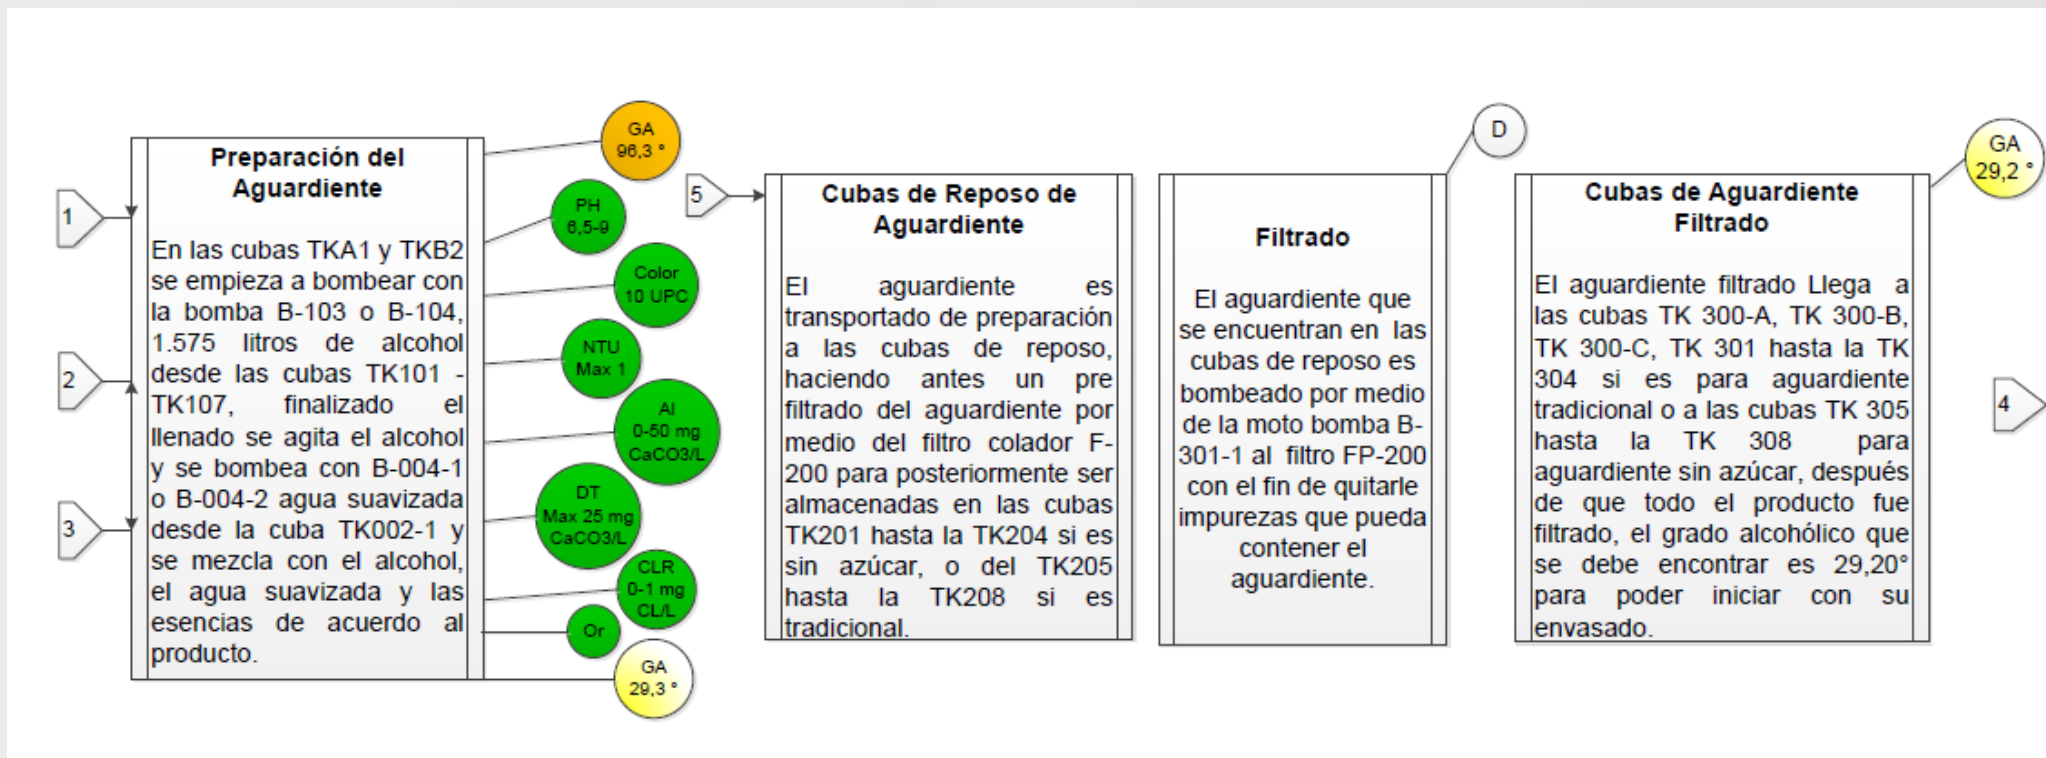 1
2
3
Preparación del
Aguardiente
En las cubas TKA1 y TKB2
se empieza a bombear con
la bomba B-103 o B-104,
1.575 litros de alcohol
desde las cubas TK101 -
TK107, finalizado el
llenado se agita el alcohol
y se bombea con B-004-1
o B-004-2 agua suavizada
desde la cuba TK002-1 y
se mezcla con el alcohol,
el agua suavizada y las
esencias de acuerdo al
producto.
GA
96,3 °
PH
6,5-9
Color
10 UPC
NTU
Max 1
Al
0-50 mg
CaCO3/L
DT
Max 25 mg
CaCO3/L
CLR
0-1 mg
CL/L
Or
GA
29,3 °
5
Cubas de Reposo de
Aguardiente
El aguardiente es
transportado de preparación
a las cubas de reposo,
haciendo antes un pre
filtrado del aguardiente por
medio del filtro colador F-
200 para posteriormente ser
almacenadas en las cubas
TK201 hasta la TK204 si es
sin azúcar, o del TK205
hasta la TK208 si es
tradicional.
D
Filtrado
El aguardiente que
se encuentran en las
cubas de reposo es
bombeado por medio
de la moto bomba B-
301-1 al filtro FP-200
con el fin de quitarle
impurezas que pueda
contener el
aguardiente.
GA
29,2 °
Cubas de Aguardiente
Filtrado
El aguardiente filtrado Llega a
las cubas TK 300-A, TK 300-B,
TK 300-C, TK 301 hasta la TK
304 si es para aguardiente
tradicional o a las cubas TK 305
hasta la TK 308 para
aguardiente sin azúcar, después
de que todo el producto fue
filtrado, el grado alcohólico que
se debe encontrar es 29,20°
para poder iniciar con su
envasado.
4